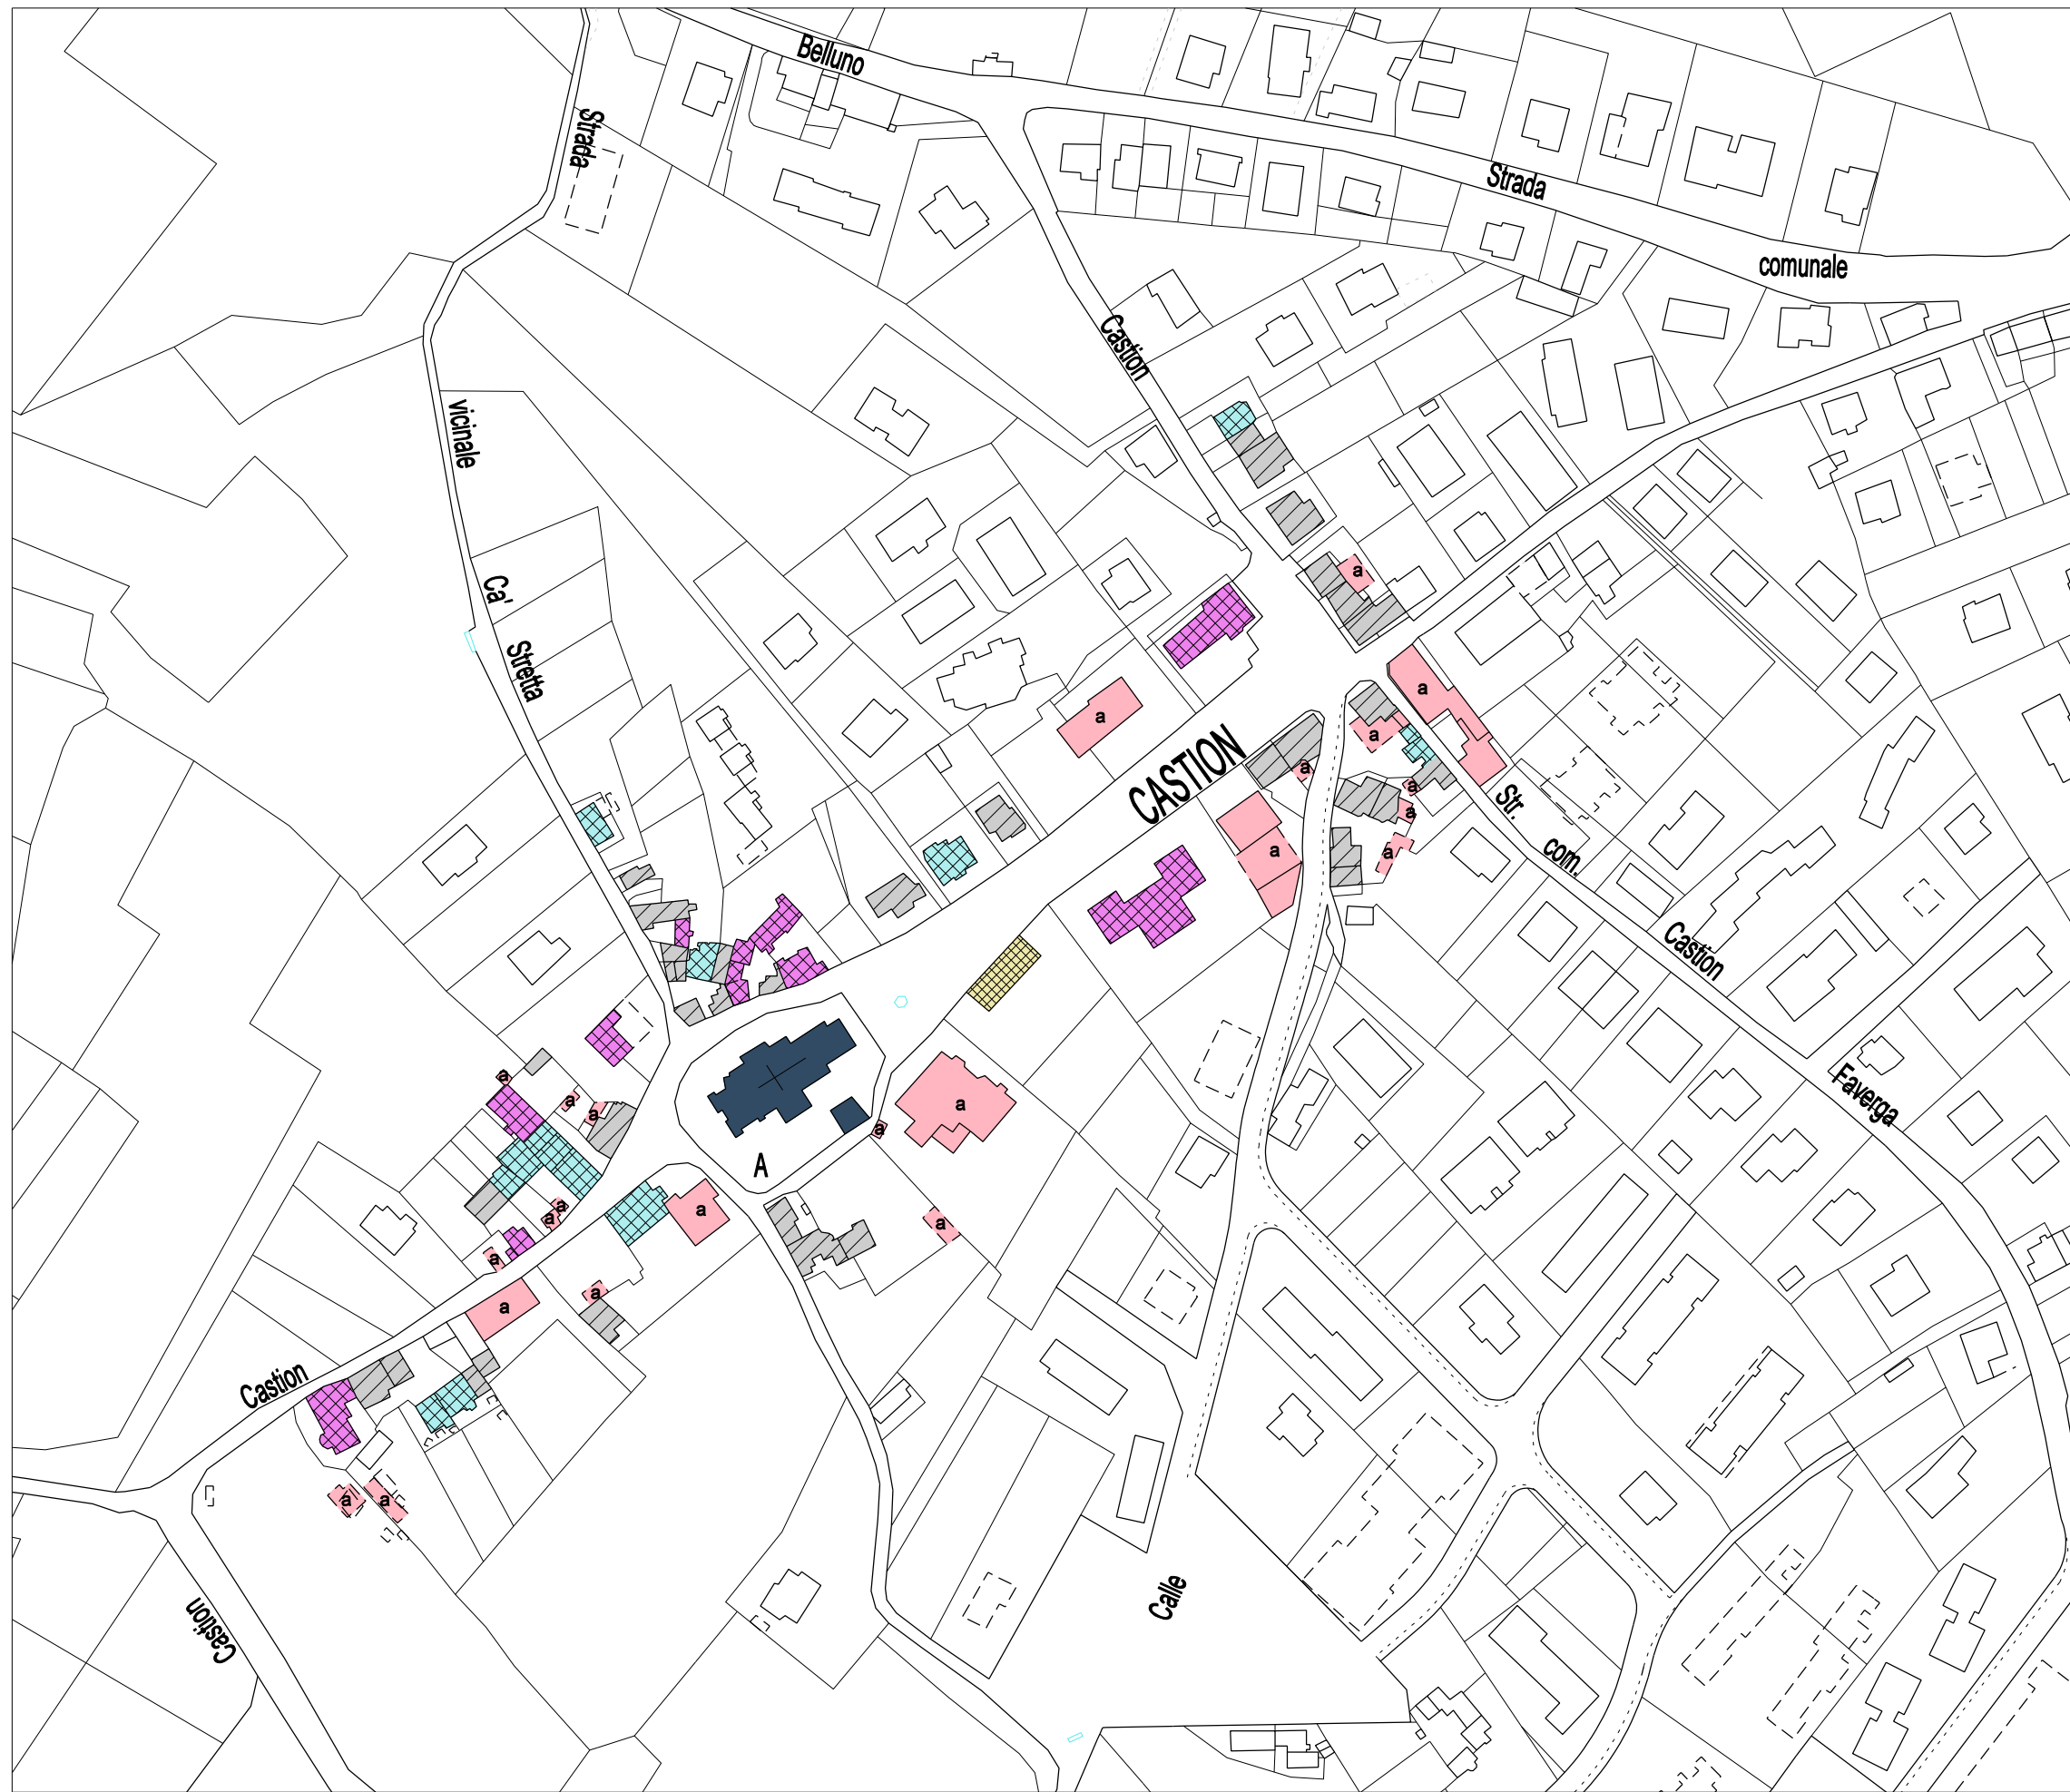 Belluno
Strada
Strada
comunale
Castion
vicinale
Ca'
Stretta
a
a
a
CASTION
a
a
a
Str.
a
a
a
com.
Castion
a
a
a
a
Faverga
a
a
A
a
a
a
a
a
a
a
Castion
a
a
Calle
Castion